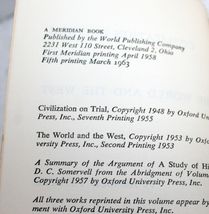 A MERIDIAN BOOK
Published by the World Publishing Company
2231 West 110 Street, Cleveland 2, Ohio
First Meridian printing April 1958
Fifth printing March 1963
Civilization on Trial, Copyright 1948 by Oxford
Press, Inc., Seventh Printing 1955
The World and the West, Copyright 1953 by Oxford
versity Press, Inc., Second Printing 1953
A Summary of the Argument of A Study of Hi
D. C. Somervell from the Abridgment of Volum
Copyright 1957 by Oxford University Press, Inc.
All three works reprinted in this volume appear by
ment with Oxford University Press, Inc.